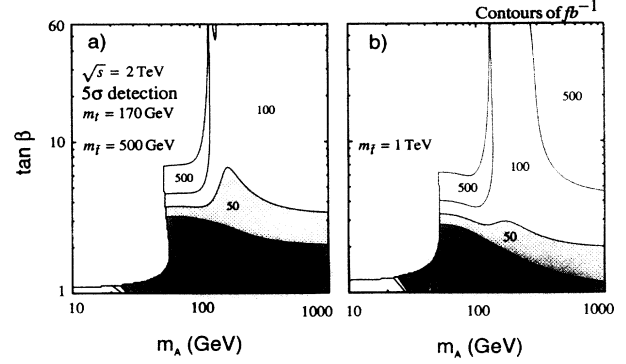 Contours of fb⁻¹
60
a)
b)
√s = 2 TeV
5σ detection
m_t = 170 GeV
m_t̃ = 500 GeV
100
500
50
m_t̃ = 1 TeV
500
100
500
50
tan β
10
1
10
100
1000
10
100
1000
m_A (GeV)
m_A (GeV)